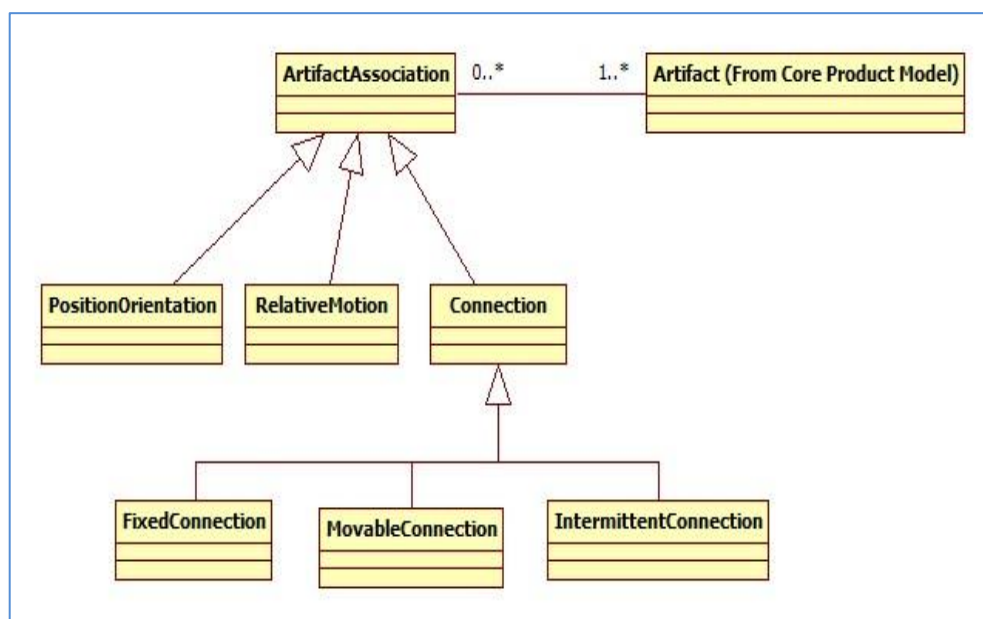 ArtifactAssociation
0..*
1..*
Artifact (From Core Product Model)
PositionOrientation
RelativeMotion
Connection
FixedConnection
MovableConnection
IntermittentConnection